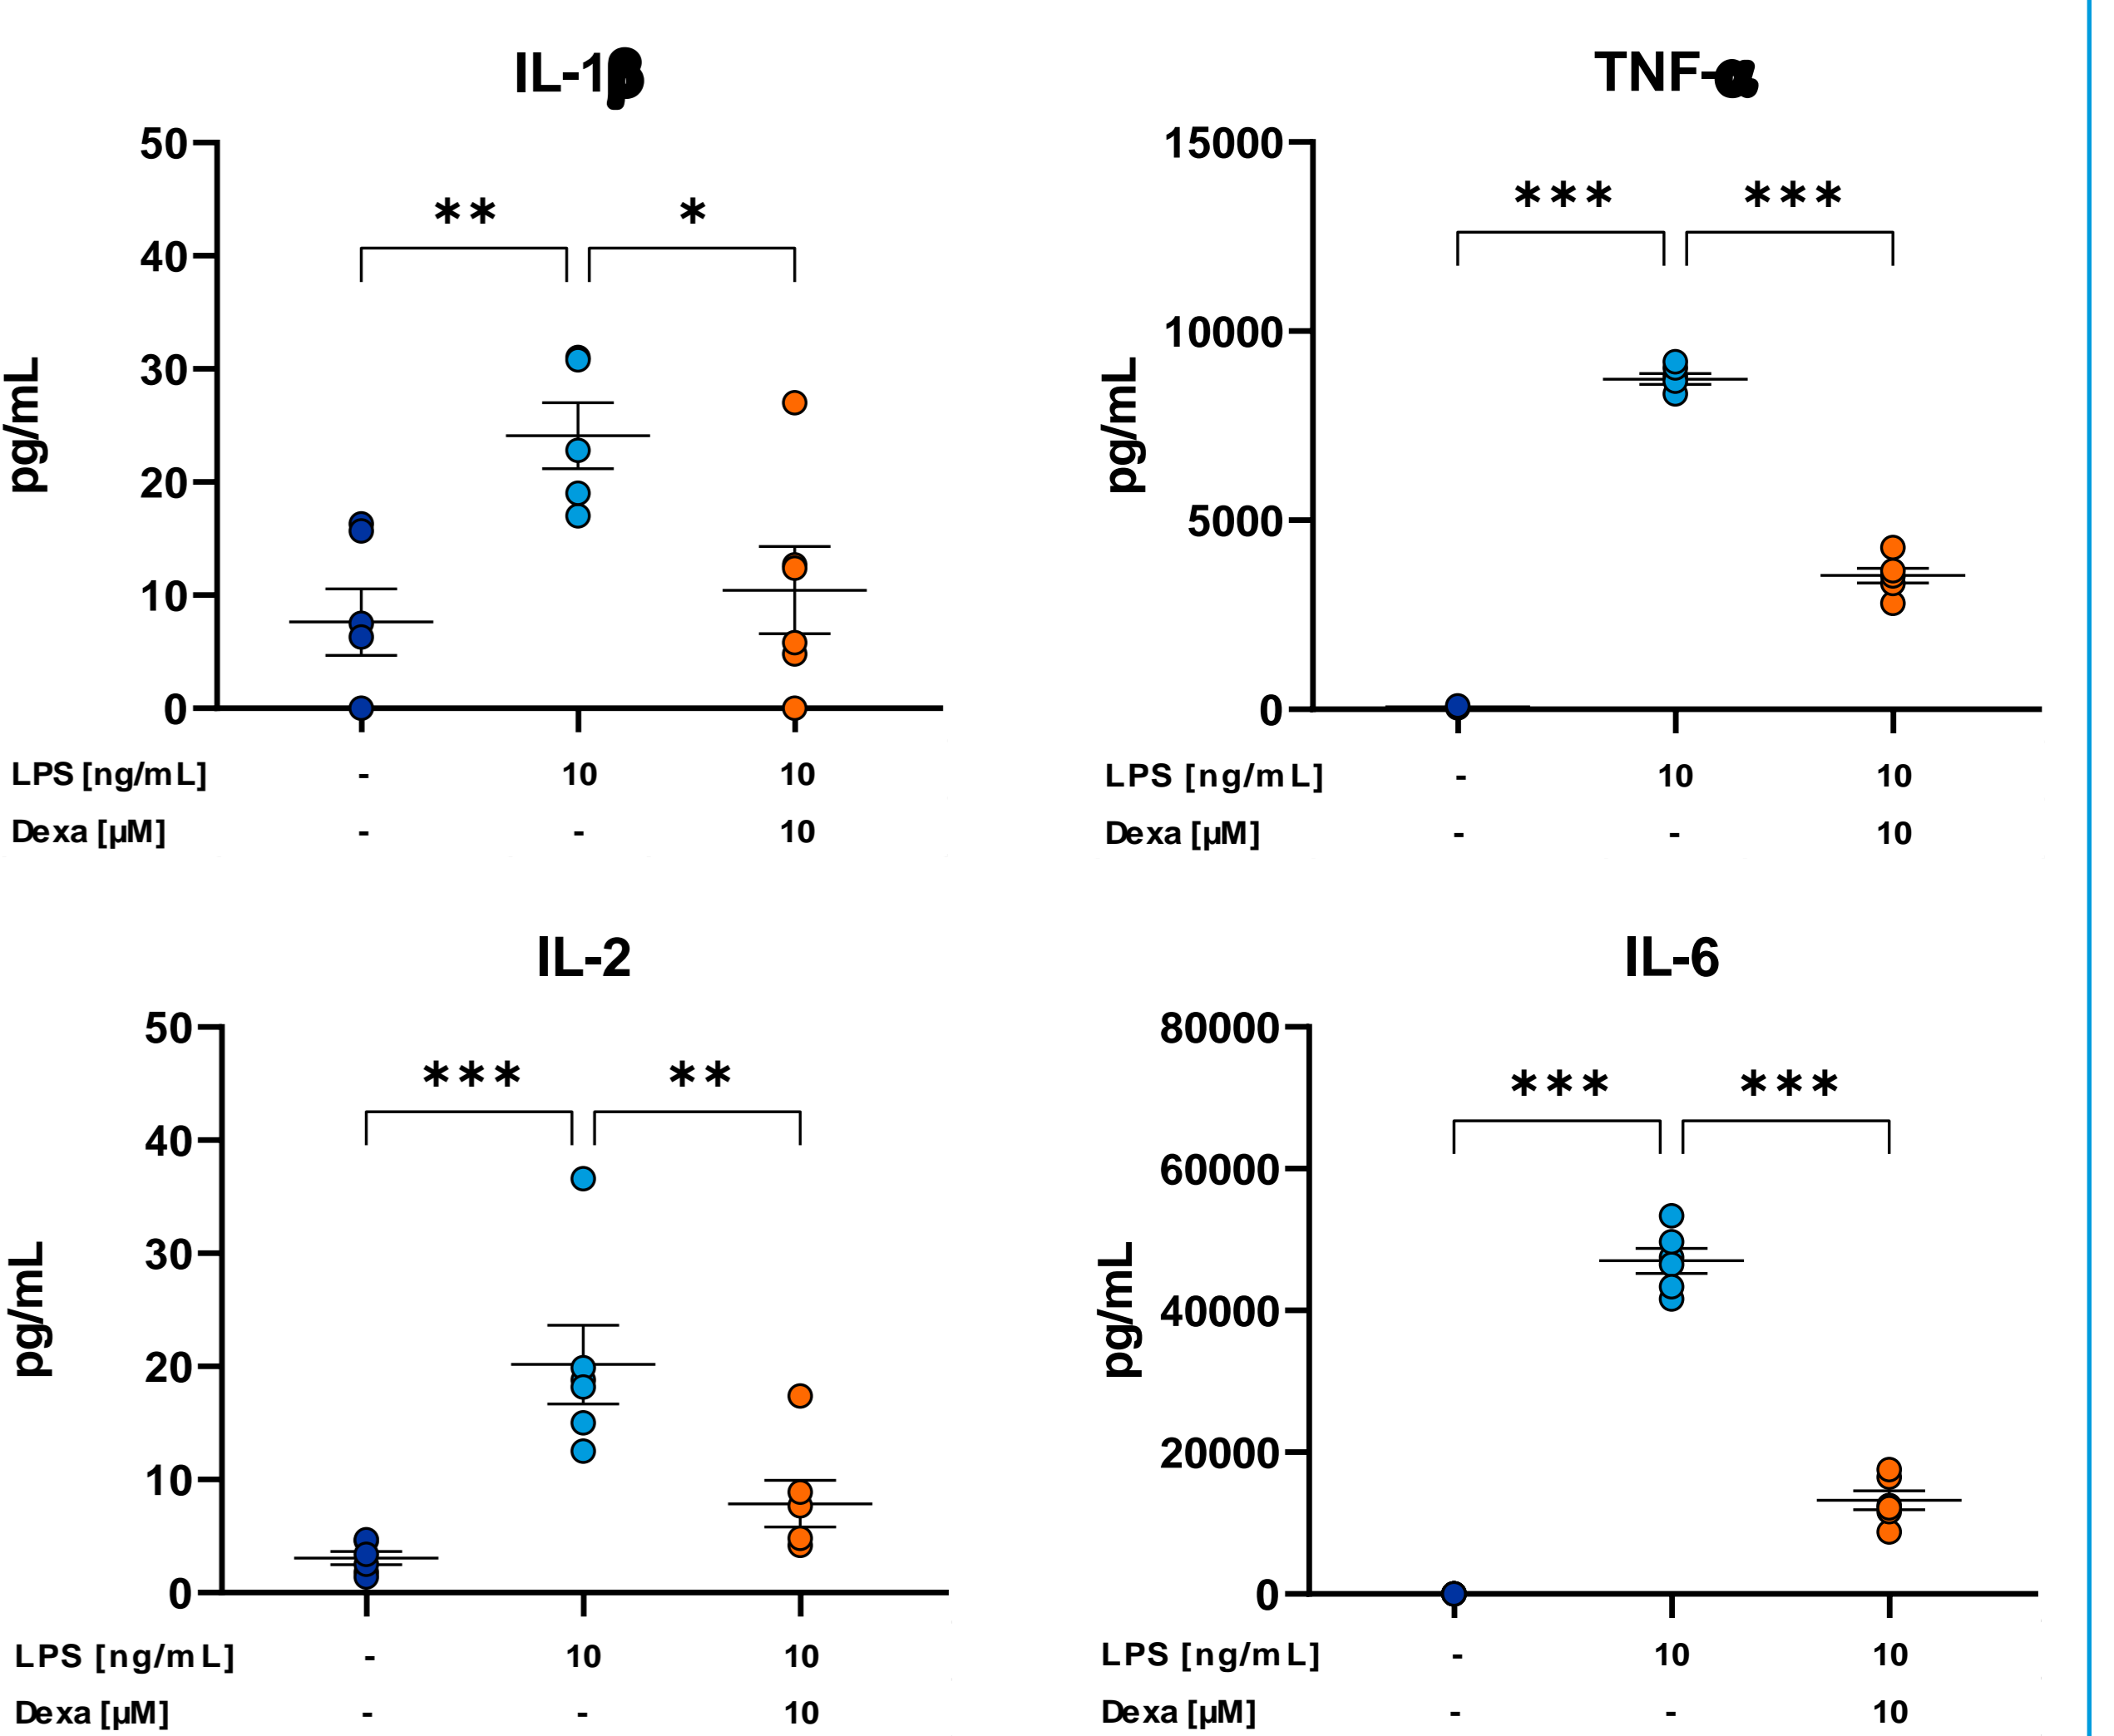 IL-1β
50
** *
40
30
pg/mL
20
10
0
LPS [ng/mL] - 10 10
Dexa [µM] - - 10
TNF-α
15000
*** ***
10000
pg/mL
5000
0
LPS [ng/mL] - 10 10
Dexa [µM] - - 10
IL-2
50
*** **
40
30
pg/mL
20
10
0
LPS [ng/mL] - 10 10
Dexa [µM] - - 10
IL-6
80000
*** ***
60000
pg/mL
40000
20000
0
LPS [ng/mL] - 10 10
Dexa [µM] - - 10